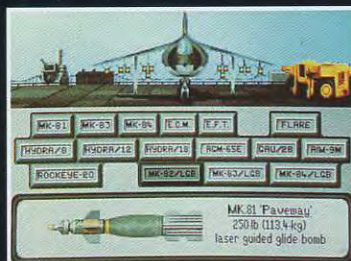 MK-81 MK-83 MK-84 E.C.M. E.F.T. FLARE
HYDRA/8 HYDRA/12 HYDRA/18 AGM-65E GAU/28 AIM-9M
ROCKEYE-20 MK-82/LGB MK-83/LGB MK-84/LGB
MK.81 'Paveway'
250 lb (113.4-kg)
laser guided glide bomb